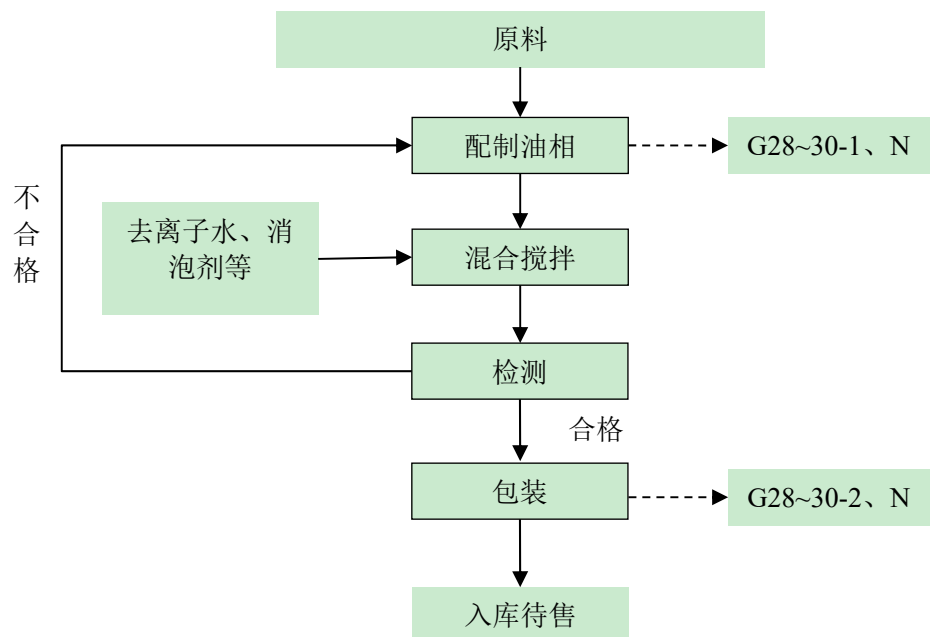 原料
配制油相
G28~30-1、N
不
合
格
去离子水、消
泡剂等
混合搅拌
检测
合格
包装
G28~30-2、N
入库待售